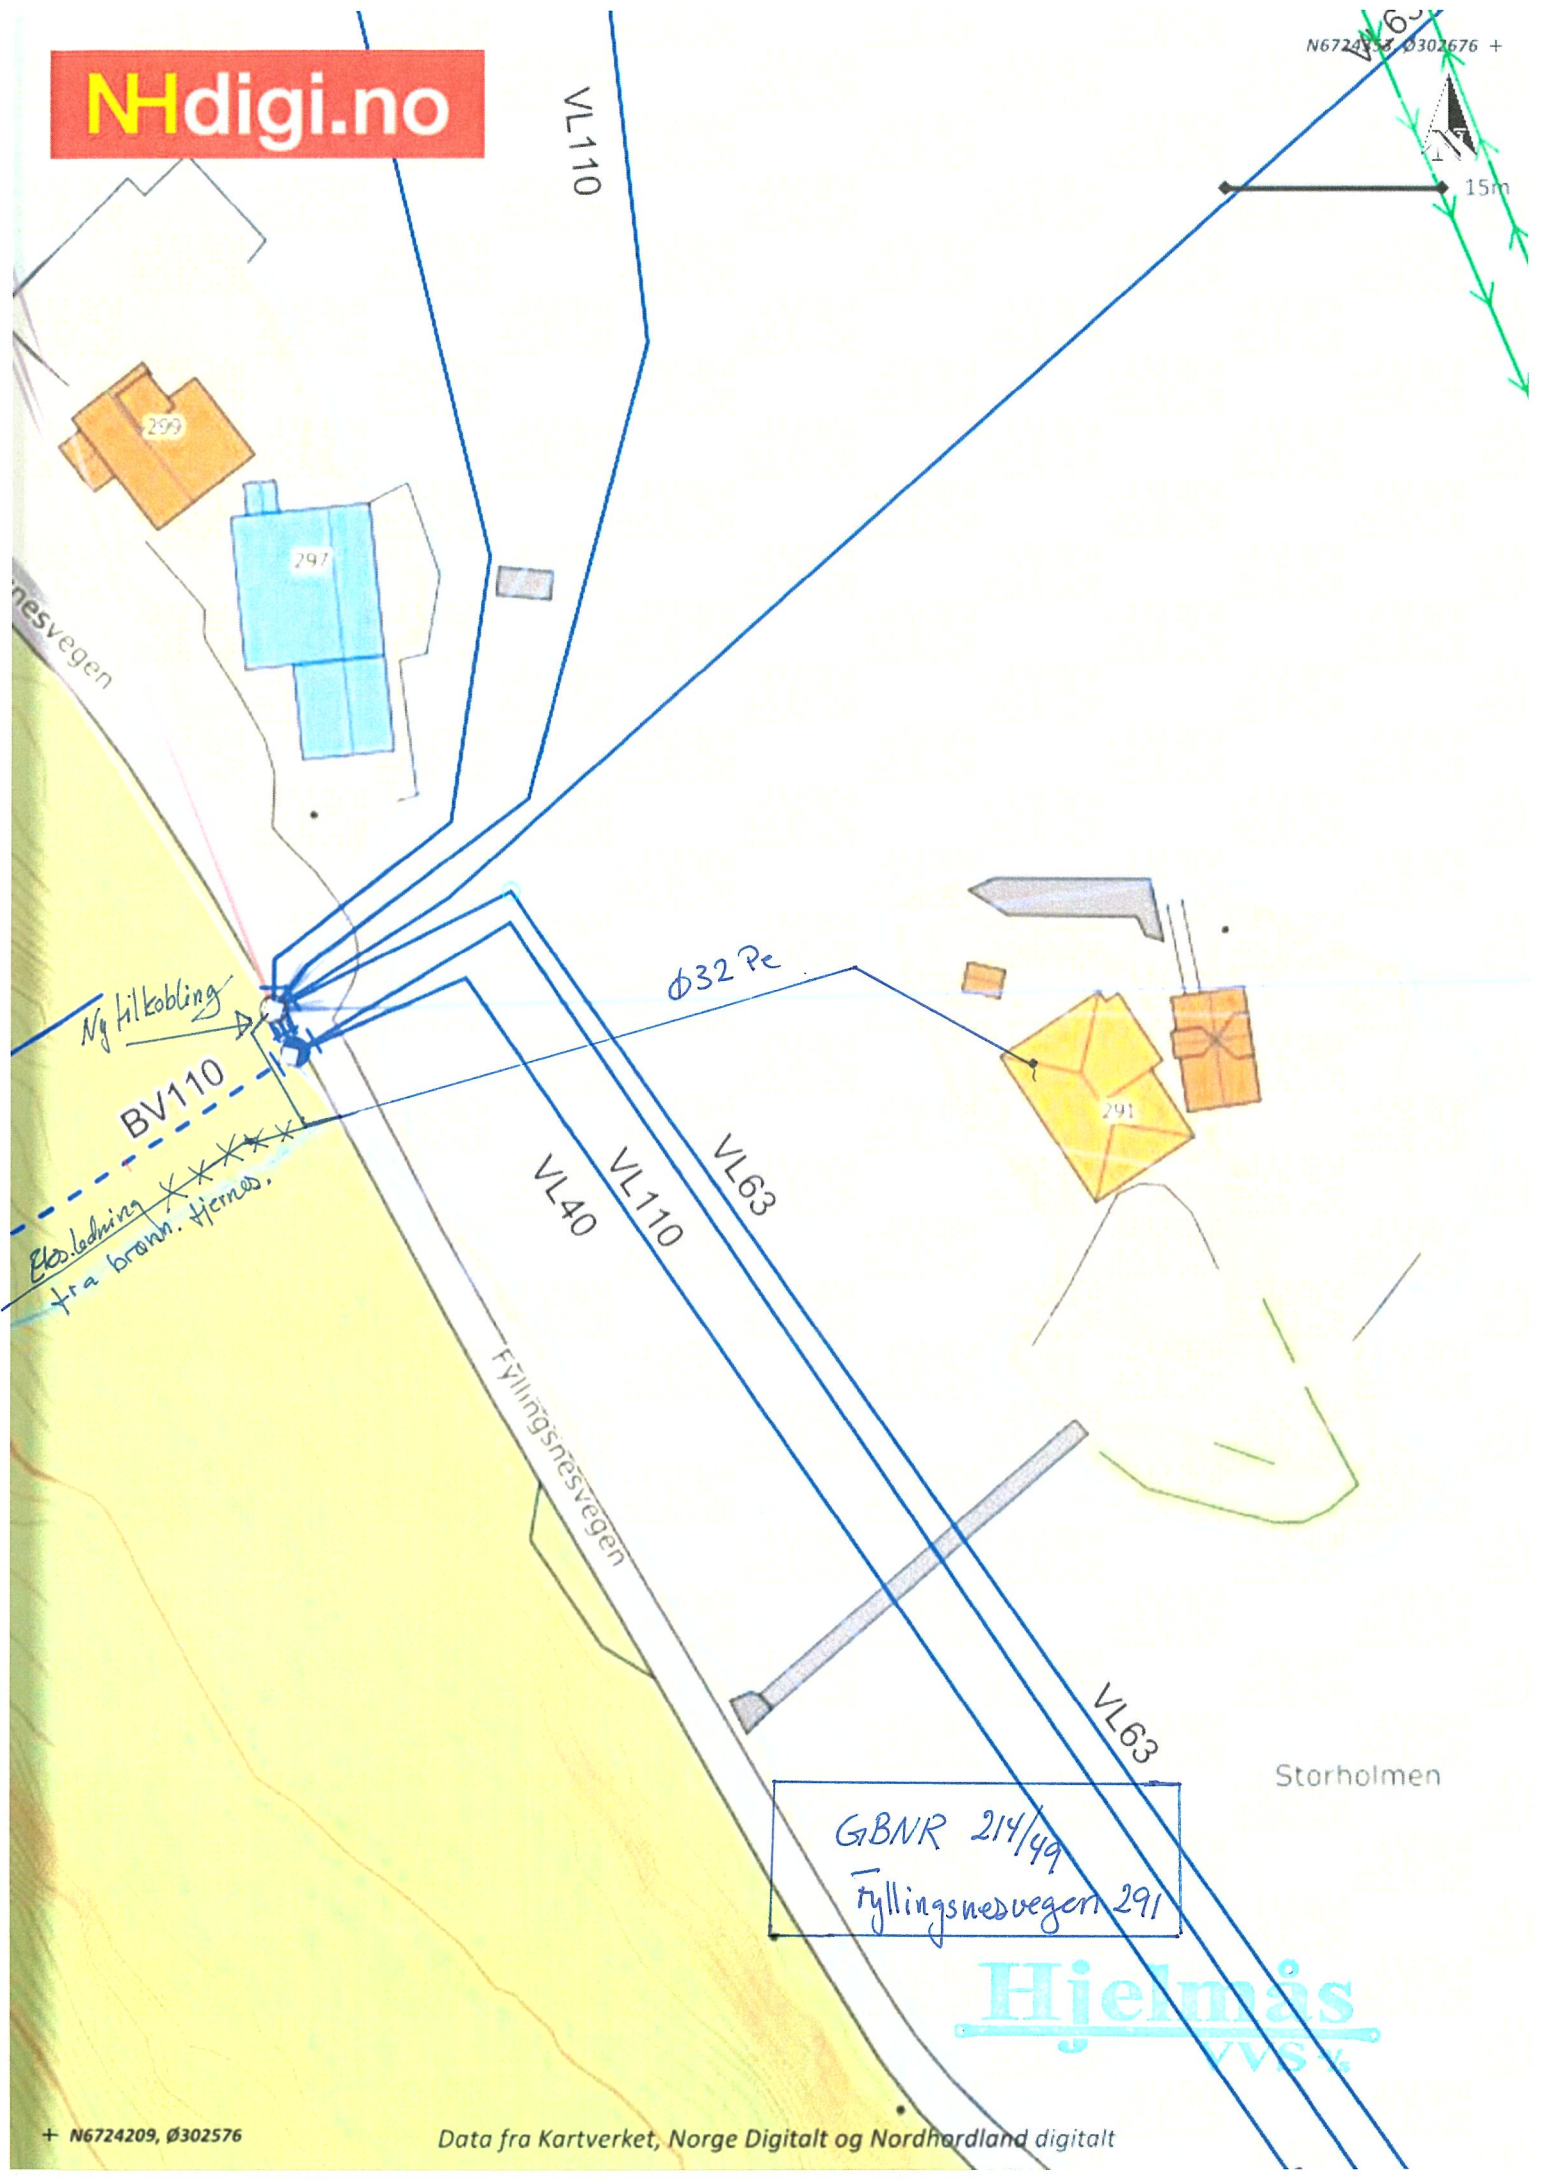 NHdigi.no
N6724353, Ø302676 +
N
15m
VL110
299
297
nesvegen
Ø32 Pe
Ny tilkobling
BV110
Eks.ledning
fra brønn. fjernes.
291
VL40
VL110
VL63
Fyllingsnesvegen
VL63
Storholmen
GBNR 214/49
Fyllingsnesvegen 291
Hjelmås
VVS A/S
+ N6724209, Ø302576
Data fra Kartverket, Norge Digitalt og Nordhordland digitalt